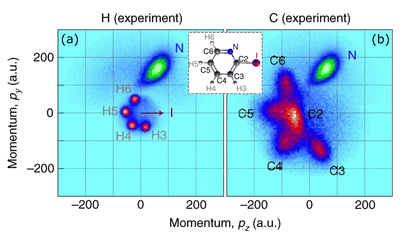 H (experiment)
C (experiment)
(a)
N
H6
H5
H4
H3
I
H6
C6
N
I
H5
C5
C2
C4
C3
H4
H3
(b)
N
C6
C5
C2
C4
C3
200
0
−200
Momentum, py (a.u.)
−200
0
200
−200
0
200
Momentum, pz (a.u.)